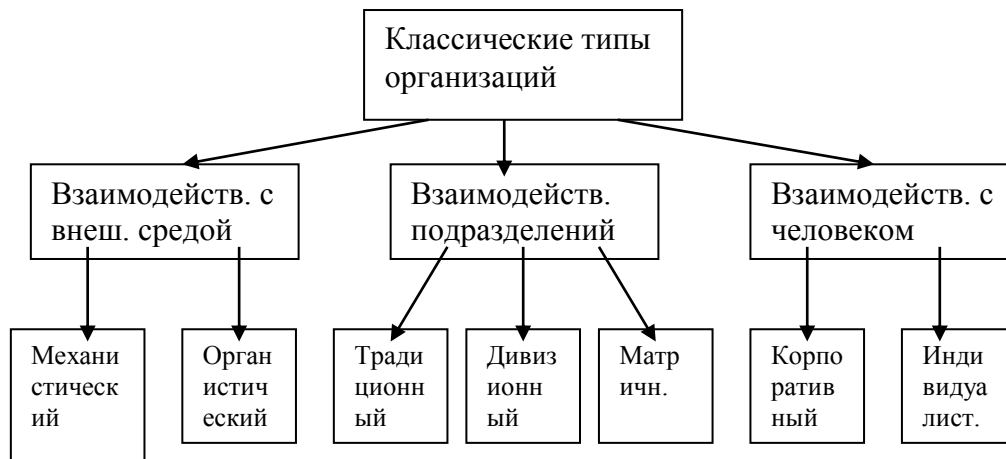 Классические типы
организаций
Взаимодейств. с
внеш. средой
Взаимодейств.
подразделений
Взаимодейств. с
человеком
Механи
стическ
ий
Орган
истич
еский
Тради
ционн
ый
Дивиз
ионн
ый
Матр
ичн.
Корпо
ратив
ный
Инди
видуа
лист.